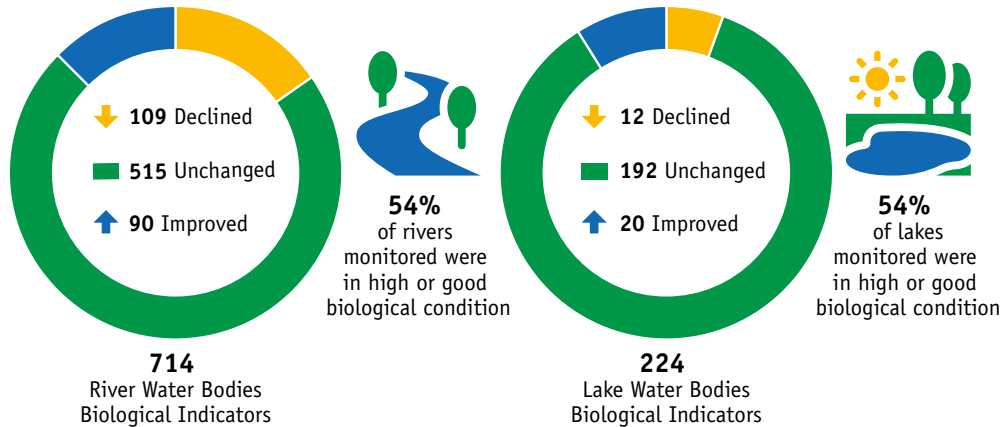 109 Declined
515 Unchanged
90 Improved
54%
of rivers
monitored were
in high or good
biological condition
714
River Water Bodies
Biological Indicators
12 Declined
192 Unchanged
20 Improved
54%
of lakes
monitored were
in high or good
biological condition
224
Lake Water Bodies
Biological Indicators